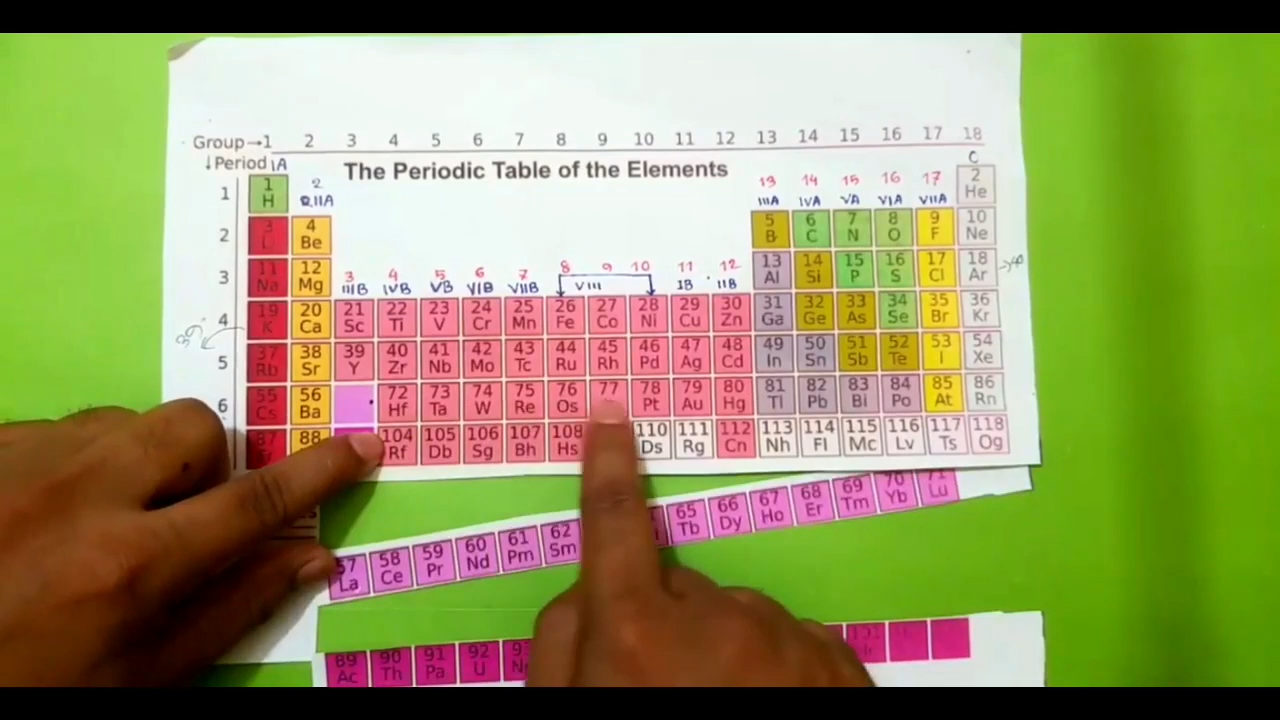 Group→1 2 3 4 5 6 7 8 9 10 11 12 13 14 15 16 17 18
↓Period IA The Periodic Table of the Elements
2 13 14 15 16 17
IIA IIIA IVA VA VIA VIIA
1 1 H 2 He
2 3 4 Be 5 B 6 C 7 N 8 O 9 F 10 Ne
3 4 5 6 7 8 9 10 11 12
IIIB IVB VB VIB VIIB VIII IB IIB
3 11 Na 12 Mg 13 Al 14 Si 15 P 16 S 17 Cl 18 Ar
4 19 K 20 Ca 21 Sc 22 Ti 23 V 24 Cr 25 Mn 26 Fe 27 Co 28 Ni 29 Cu 30 Zn 31 Ga 32 Ge 33 As 34 Se 35 Br 36 Kr
5 37 Rb 38 Sr 39 Y 40 Zr 41 Nb 42 Mo 43 Tc 44 Ru 45 Rh 46 Pd 47 Ag 48 Cd 49 In 50 Sn 51 Sb 52 Te 53 I 54 Xe
6 55 Cs 56 Ba 72 Hf 73 Ta 74 W 75 Re 76 Os 77 78 Pt 79 Au 80 Hg 81 Tl 82 Pb 83 Bi 84 Po 85 At 86 Rn
87 88 104 Rf 105 Db 106 Sg 107 Bh 108 Hs 110 Ds 111 Rg 112 Cn 113 Nh 114 Fl 115 Mc 116 Lv 117 Ts 118 Og
57 La 58 Ce 59 Pr 60 Nd 61 Pm 62 Sm 65 Tb 66 Dy 67 Ho 68 Er 69 Tm 70 Yb 71 Lu
89 Ac 90 Th 91 Pa 92 U 93